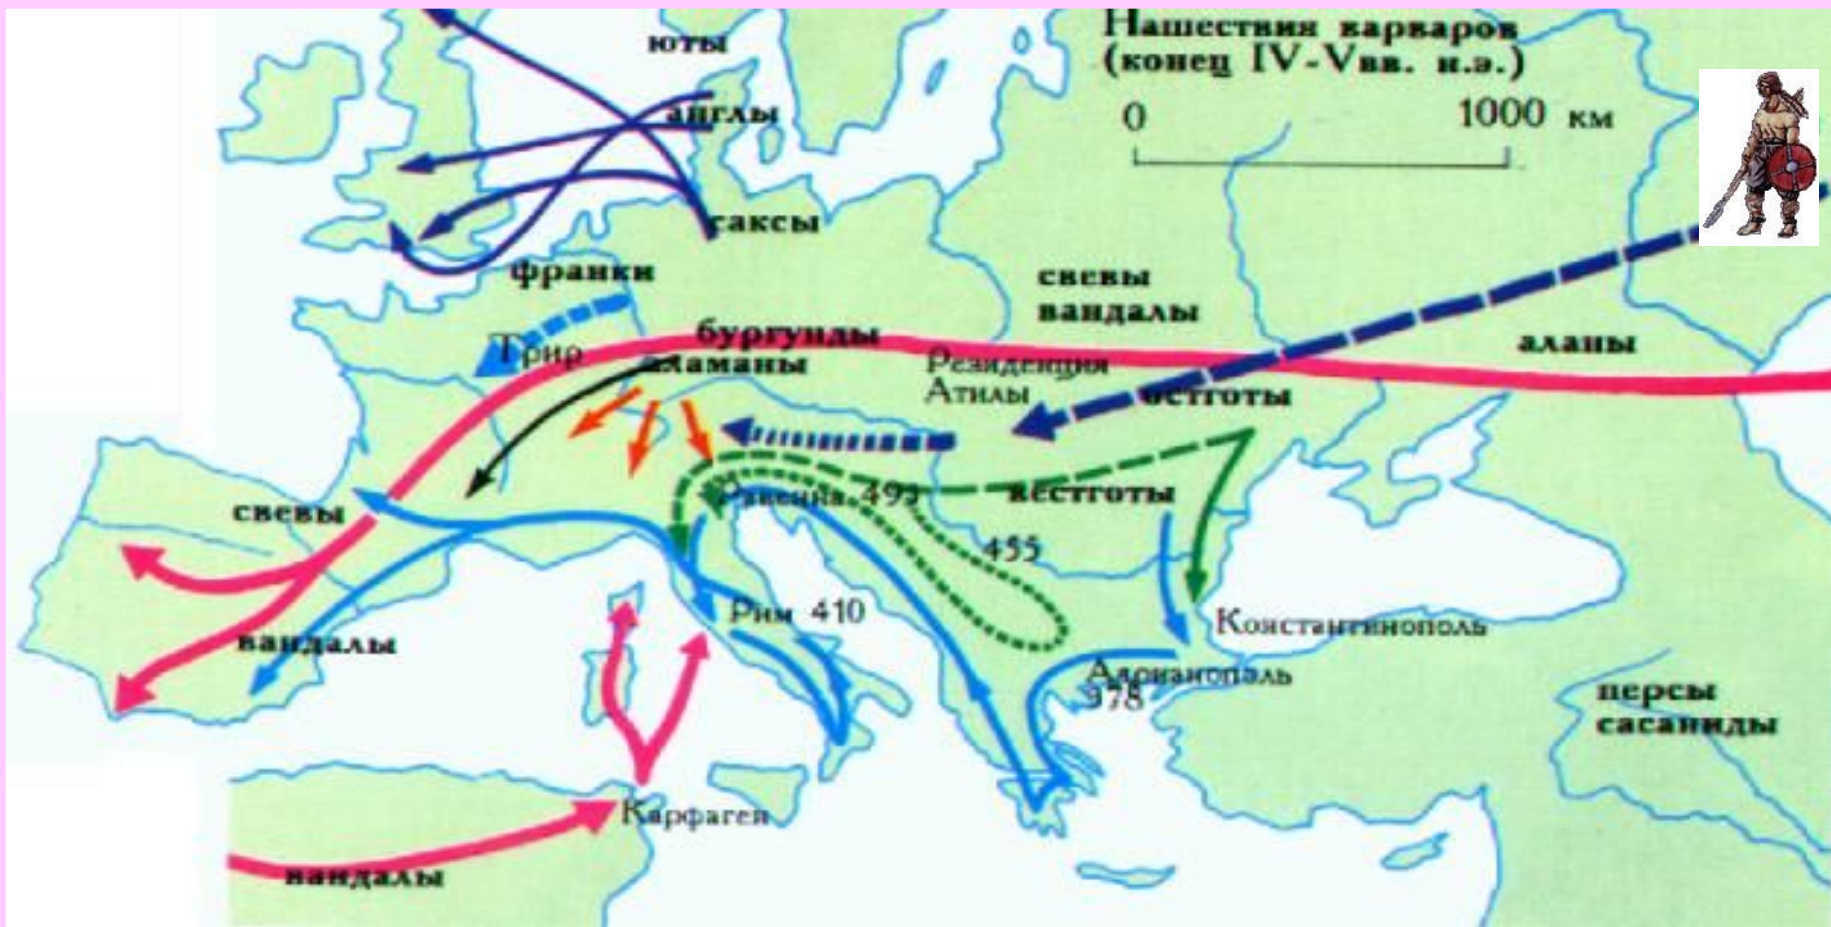 Нашествия варваров
(конец IV-Vвв. н.э.)
0 1000 км
юты
англы
саксы
франки
свевы
вандалы
бургунды
Трир
аламаны
аланы
Резиденция
Атилы
остготы
Равенна 493
вестготы
свевы
455
Рим 410
Константинополь
вандалы
Адрианополь
378
персы
сасаниды
Карфаген
вандалы